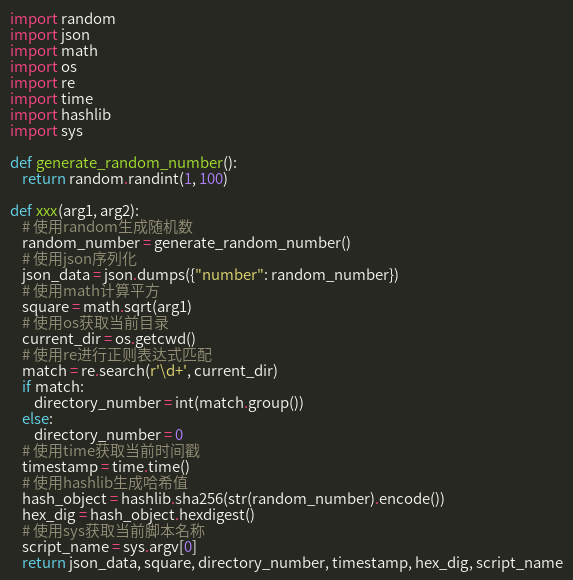 import random
import json
import math
import os
import re
import time
import hashlib
import sys

def generate_random_number():
    return random.randint(1, 100)

def xxx(arg1, arg2):
    # 使用random生成随机数
    random_number = generate_random_number()
    # 使用json序列化
    json_data = json.dumps({"number": random_number})
    # 使用math计算平方
    square = math.sqrt(arg1)
    # 使用os获取当前目录
    current_dir = os.getcwd()
    # 使用re进行正则表达式匹配
    match = re.search(r'\d+', current_dir)
    if match:
        directory_number = int(match.group())
    else:
        directory_number = 0
    # 使用time获取当前时间戳
    timestamp = time.time()
    # 使用hashlib生成哈希值
    hash_object = hashlib.sha256(str(random_number).encode())
    hex_dig = hash_object.hexdigest()
    # 使用sys获取当前脚本名称
    script_name = sys.argv[0]
    return json_data, square, directory_number, timestamp, hex_dig, script_name